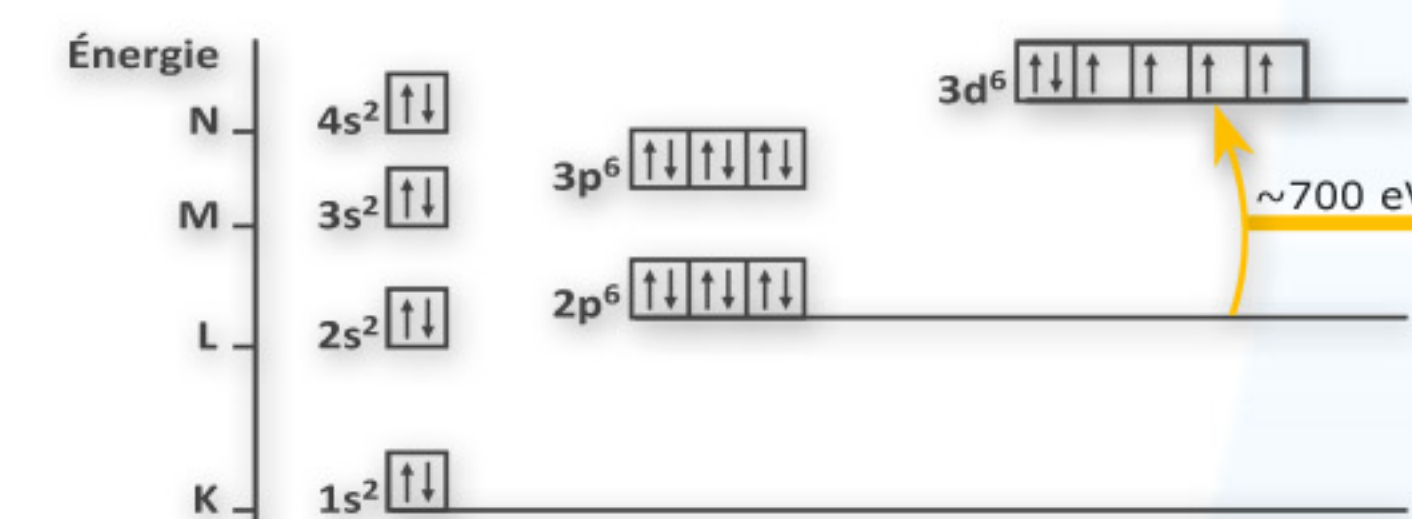 Énergie
N
M
L
K
4s²
3s²
2s²
1s²
3p⁶
2p⁶
3d⁶
~700 e